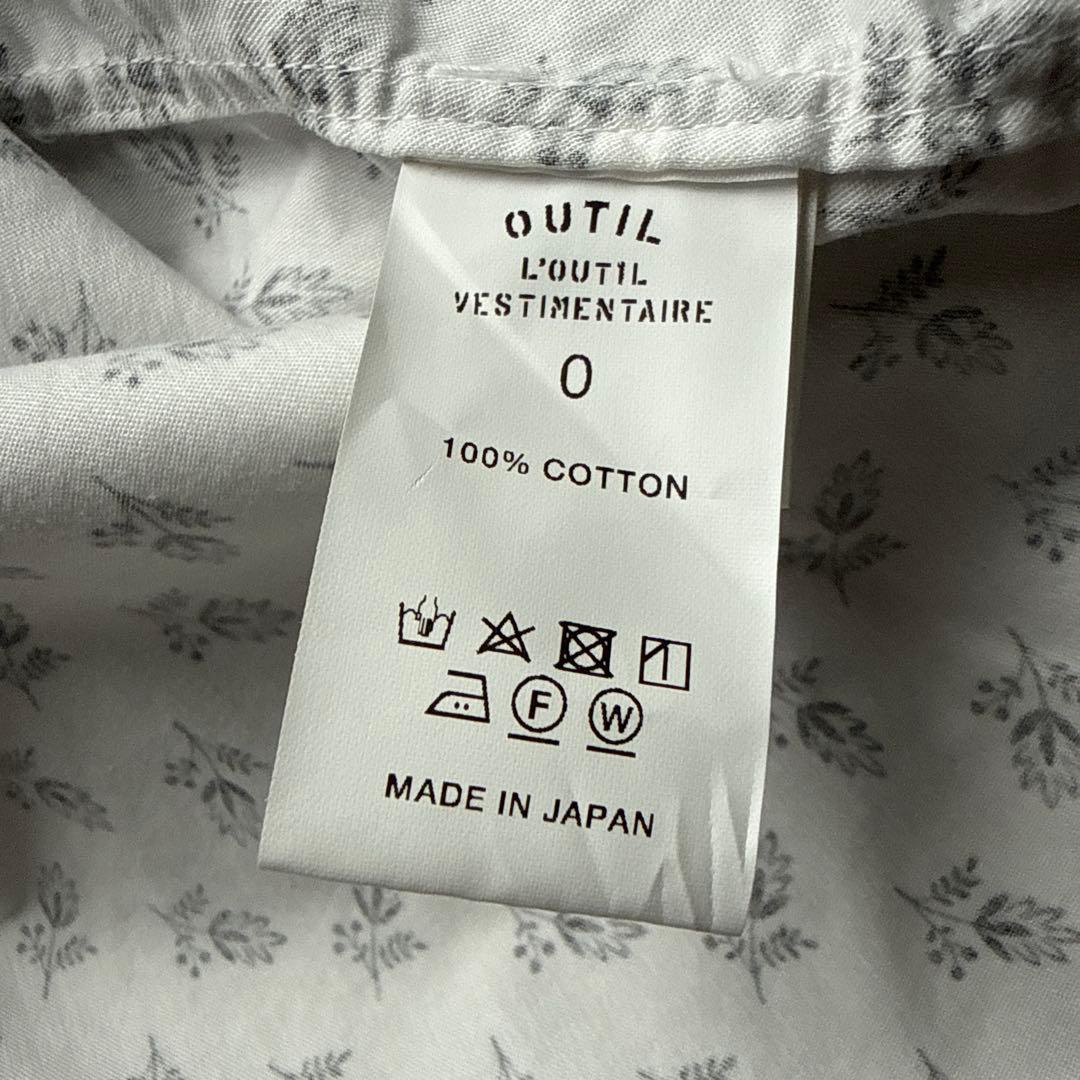 OUTIL
L'OUTIL
VESTIMENTAIRE
0
100% COTTON
F W
MADE IN JAPAN